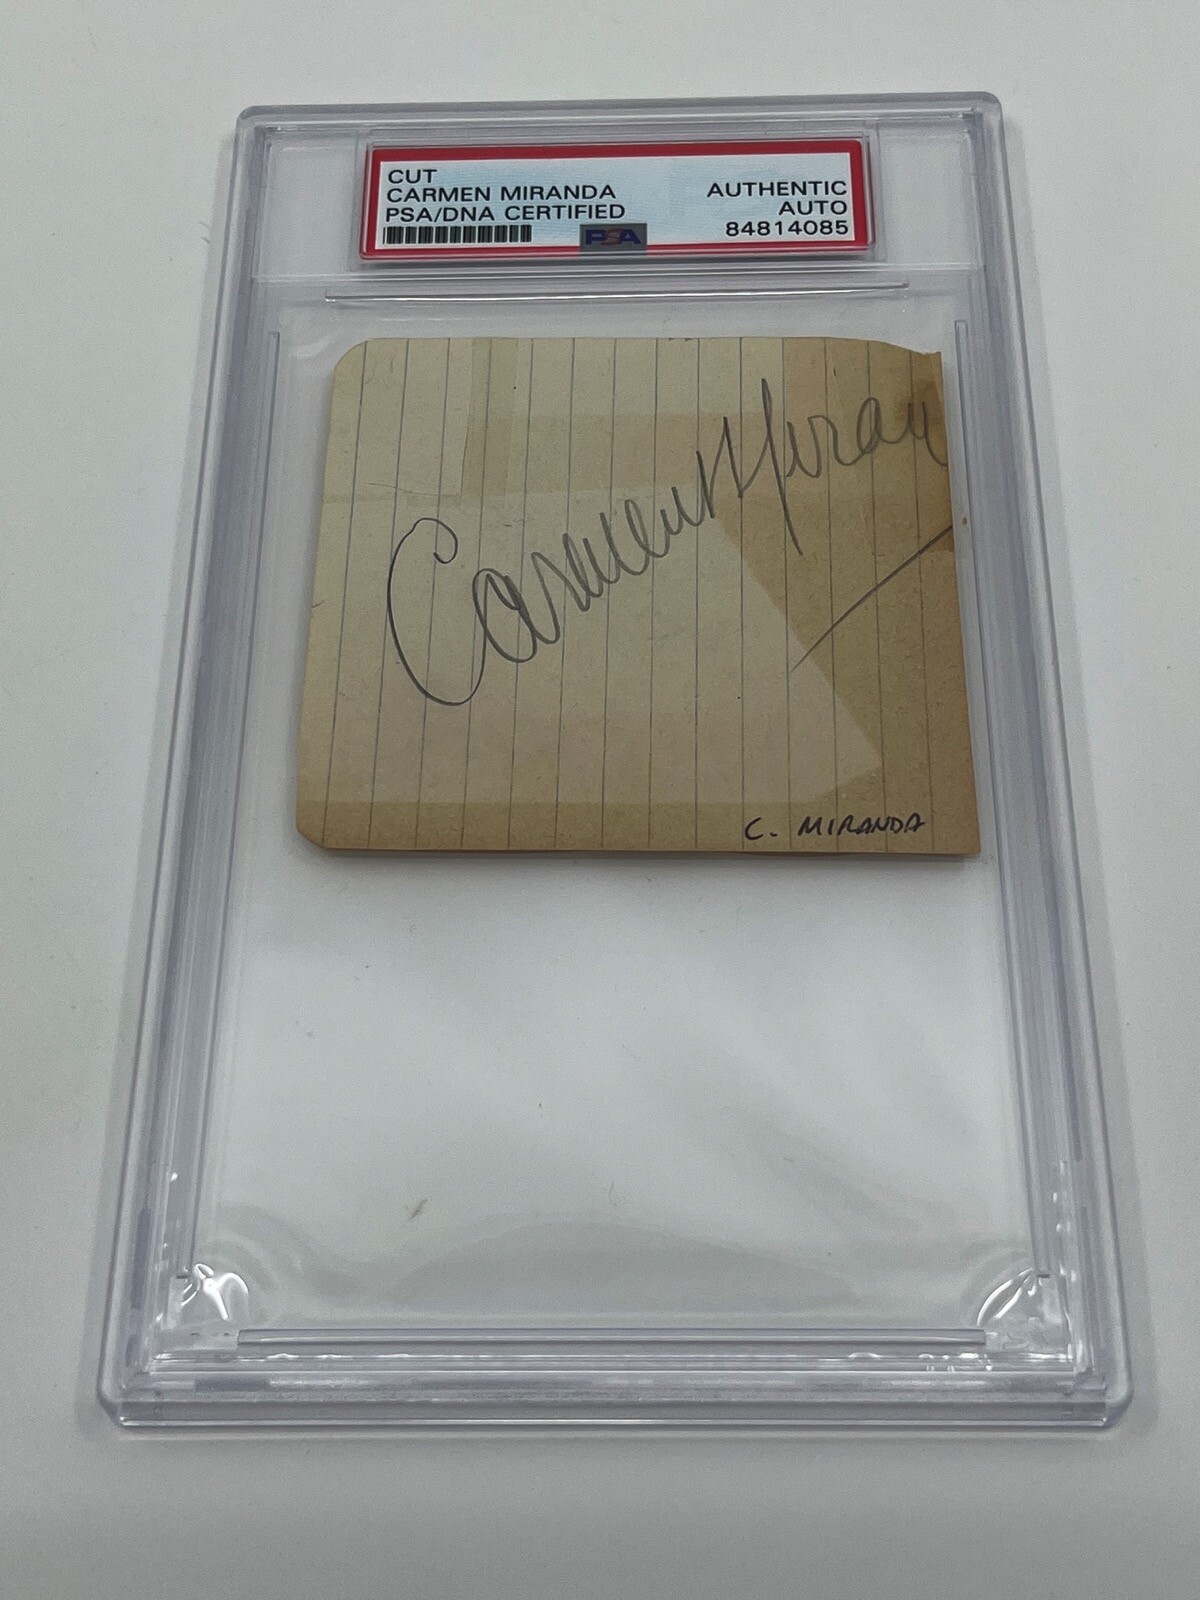 CUT
CARMEN MIRANDA
PSA/DNA CERTIFIED
AUTHENTIC
AUTO
84814085
PSA
Carmen Miran
C. MIRANDA